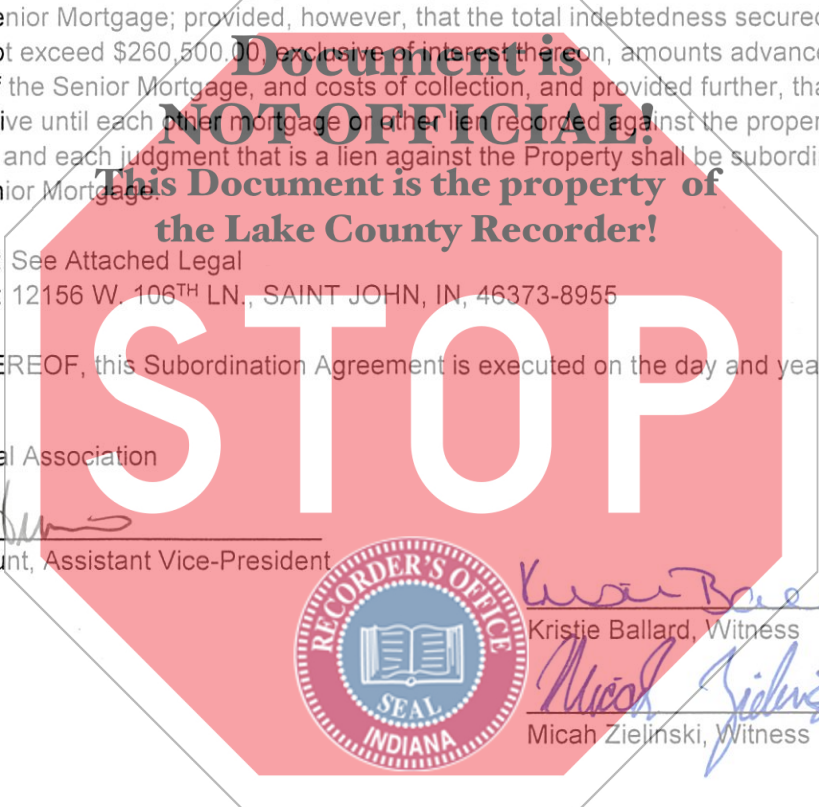 enior Mortgage; provided, however, that the total indebtedness secured
ot exceed $260,500.00, exclusive of interest thereon, amounts advance
Document is
f the Senior Mortgage, and costs of collection, and provided further, tha
NOT OFFICIAL!
ive until each other mortgage or other lien recorded against the proper
and each judgment that is a lien against the Property shall be subordi
This Document is the property of
nior Mortgage.
the Lake County Recorder!
: See Attached Legal
: 12156 W. 106TH LN., SAINT JOHN, IN, 46373-8955
STOP
EREOF, this Subordination Agreement is executed on the day and yea
al Association
unt, Assistant Vice-President
RECORDER'S OFFICE
SEAL
INDIANA
Kristie Ballard, Witness
Micah Zielinski, Witness